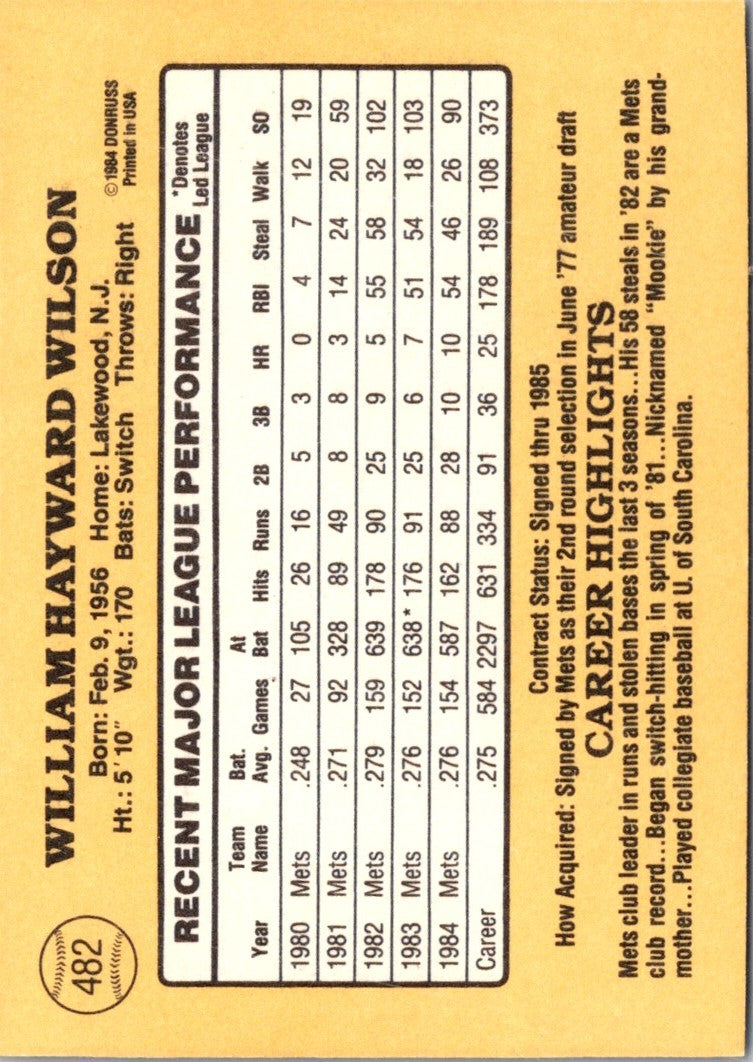 482
WILLIAM HAYWARD WILSON
Born: Feb. 9, 1956 Home: Lakewood, N.J.
Ht.: 5'10" Wgt.: 170 Bats: Switch Throws: Right
©1984 DONRUSS
Printed in USA
RECENT MAJOR LEAGUE PERFORMANCE
*Denotes
Led League
Year Team Name Bat. Avg. Games At Bat Hits Runs 2B 3B HR RBI Steal Walk SO
1980 Mets .248 27 105 26 16 5 3 0 4 7 12 19
1981 Mets .271 92 328 89 49 8 8 3 14 24 20 59
1982 Mets .279 159 639 178 90 25 9 5 55 58 32 102
1983 Mets .276 152 638* 176 91 25 6 7 51 54 18 103
1984 Mets .276 154 587 162 88 28 10 10 54 46 26 90
Career .275 584 2297 631 334 91 36 25 178 189 108 373
Contract Status: Signed thru 1985
How Acquired: Signed by Mets as their 2nd round selection in June '77 amateur draft
CAREER HIGHLIGHTS
Mets club leader in runs and stolen bases the last 3 seasons...His 58 steals in '82 are a Mets
club record...Began switch-hitting in spring of '81...Nicknamed "Mookie" by his grand-
mother...Played collegiate baseball at U. of South Carolina.